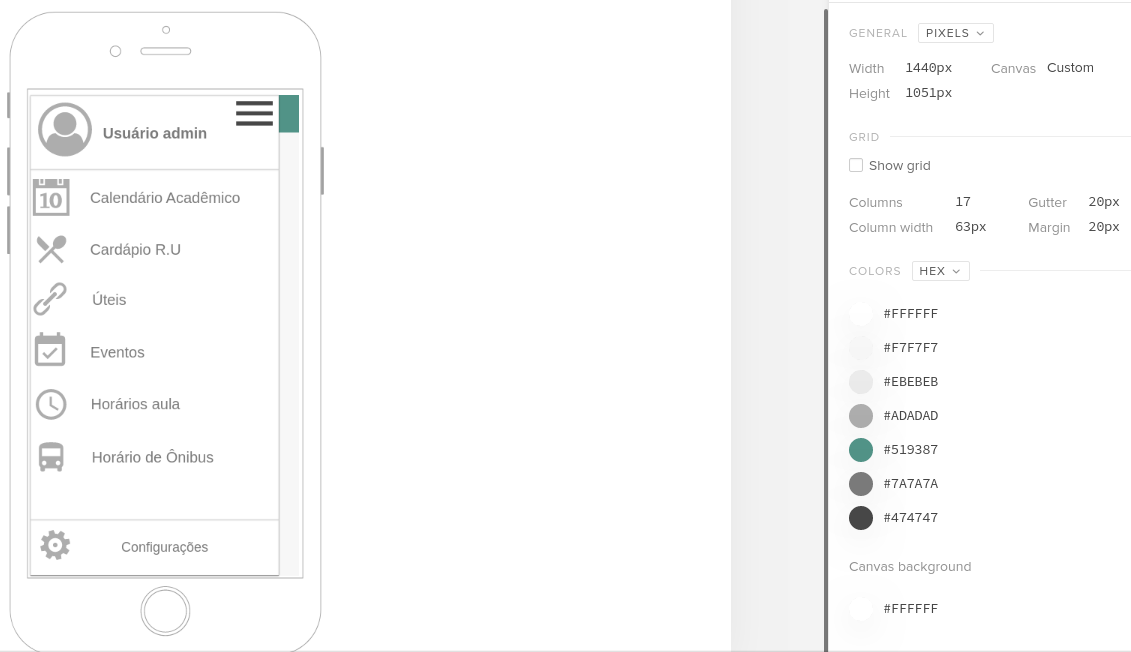 Usuário admin
10
Calendário Acadêmico
Cardápio R.U
Úteis
Eventos
Horários aula
Horário de Ônibus
Configurações
GENERAL PIXELS
Width 1440px Canvas Custom
Height 1051px
GRID
Show grid
Columns 17 Gutter 20px
Column width 63px Margin 20px
COLORS HEX
#FFFFFF
#F7F7F7
#EBEBEB
#ADADAD
#519387
#7A7A7A
#474747
Canvas background
#FFFFFF